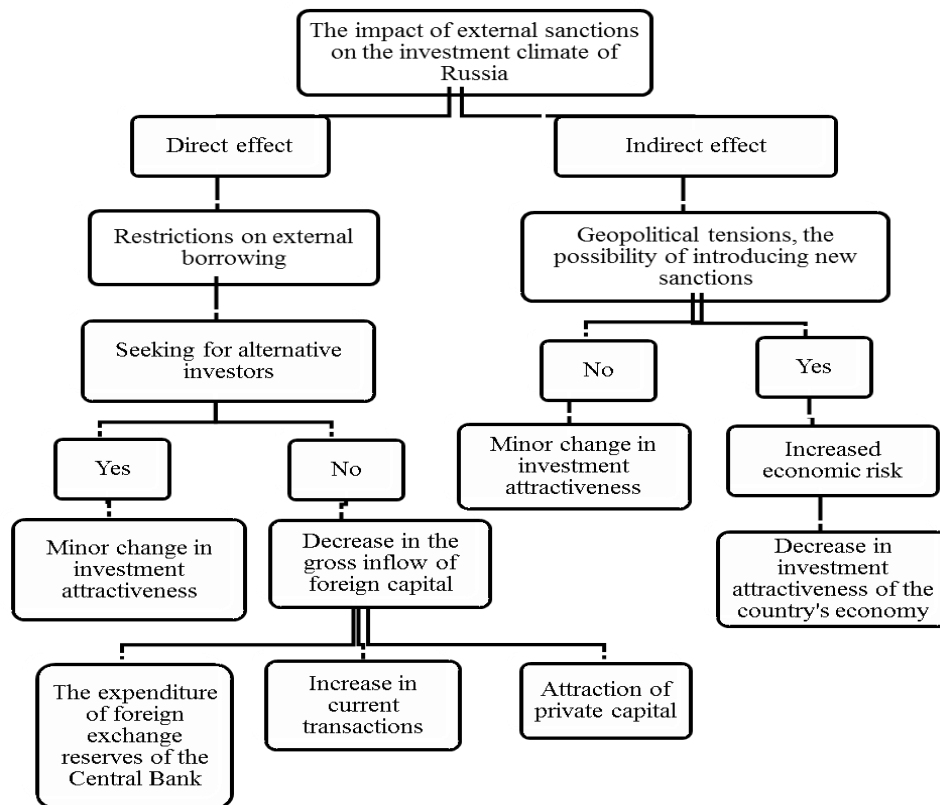 The impact of external sanctions
on the investment climate of
Russia
Direct effect
Indirect effect
Restrictions on external
borrowing
Geopolitical tensions, the
possibility of introducing new
sanctions
Seeking for alternative
investors
No
Yes
Yes
No
Minor change in
investment
attractiveness
Increased
economic risk
Minor change in
investment
attractiveness
Decrease in the
gross inflow of
foreign capital
Decrease in
investment
attractiveness of the
country's economy
The expenditure
of foreign
exchange
reserves of the
Central Bank
Increase in
current
transactions
Attraction of
private capital